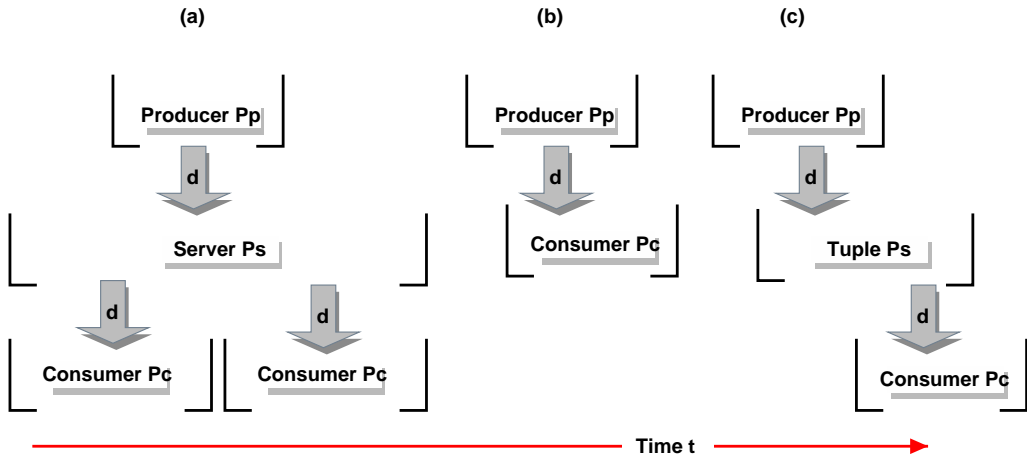 (a) (b) (c)
Producer Pp Producer Pp Producer Pp
d d d
Server Ps Consumer Pc Tuple Ps
d d d
Consumer Pc Consumer Pc Consumer Pc
Time t